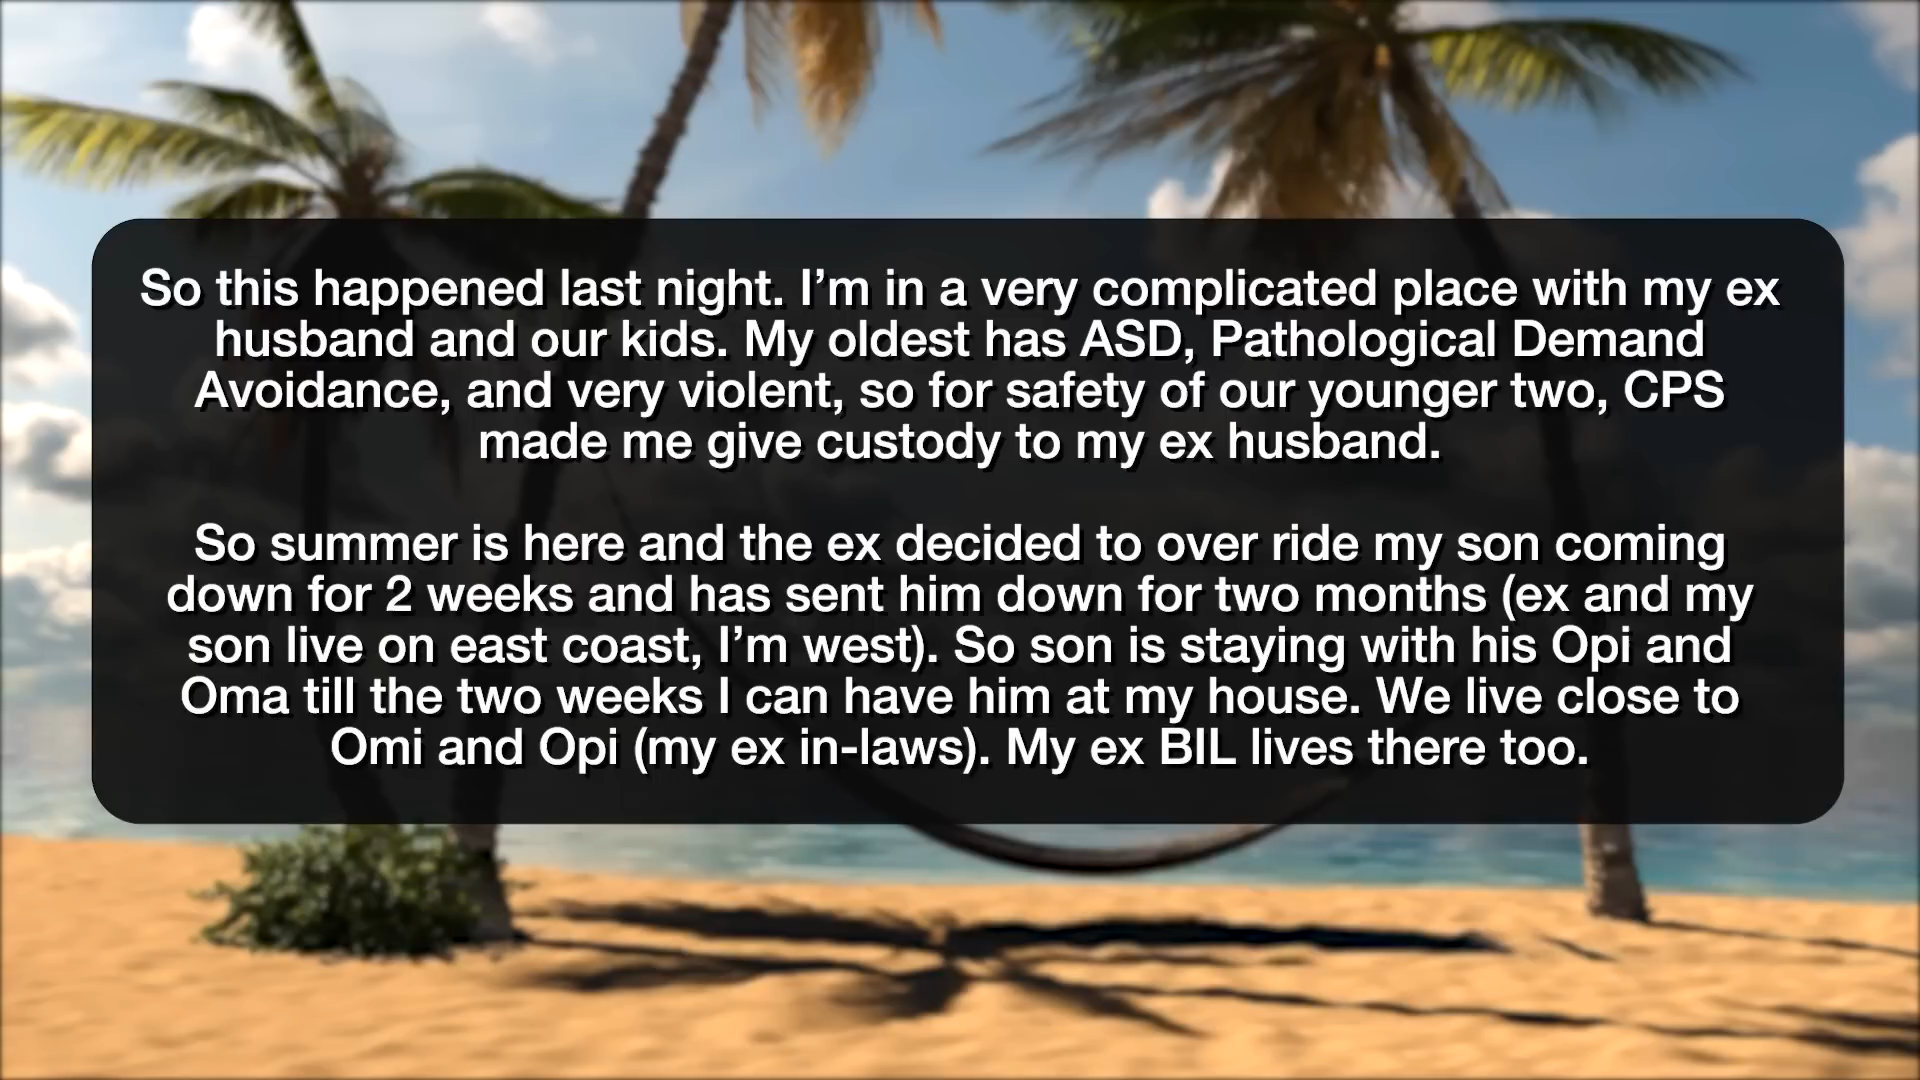 So this happened last night. I’m in a very complicated place with my ex
husband and our kids. My oldest has ASD, Pathological Demand
Avoidance, and very violent, so for safety of our younger two, CPS
made me give custody to my ex husband.
So summer is here and the ex decided to over ride my son coming
down for 2 weeks and has sent him down for two months (ex and my
son live on east coast, I’m west). So son is staying with his Opi and
Oma till the two weeks I can have him at my house. We live close to
Omi and Opi (my ex in-laws). My ex BIL lives there too.